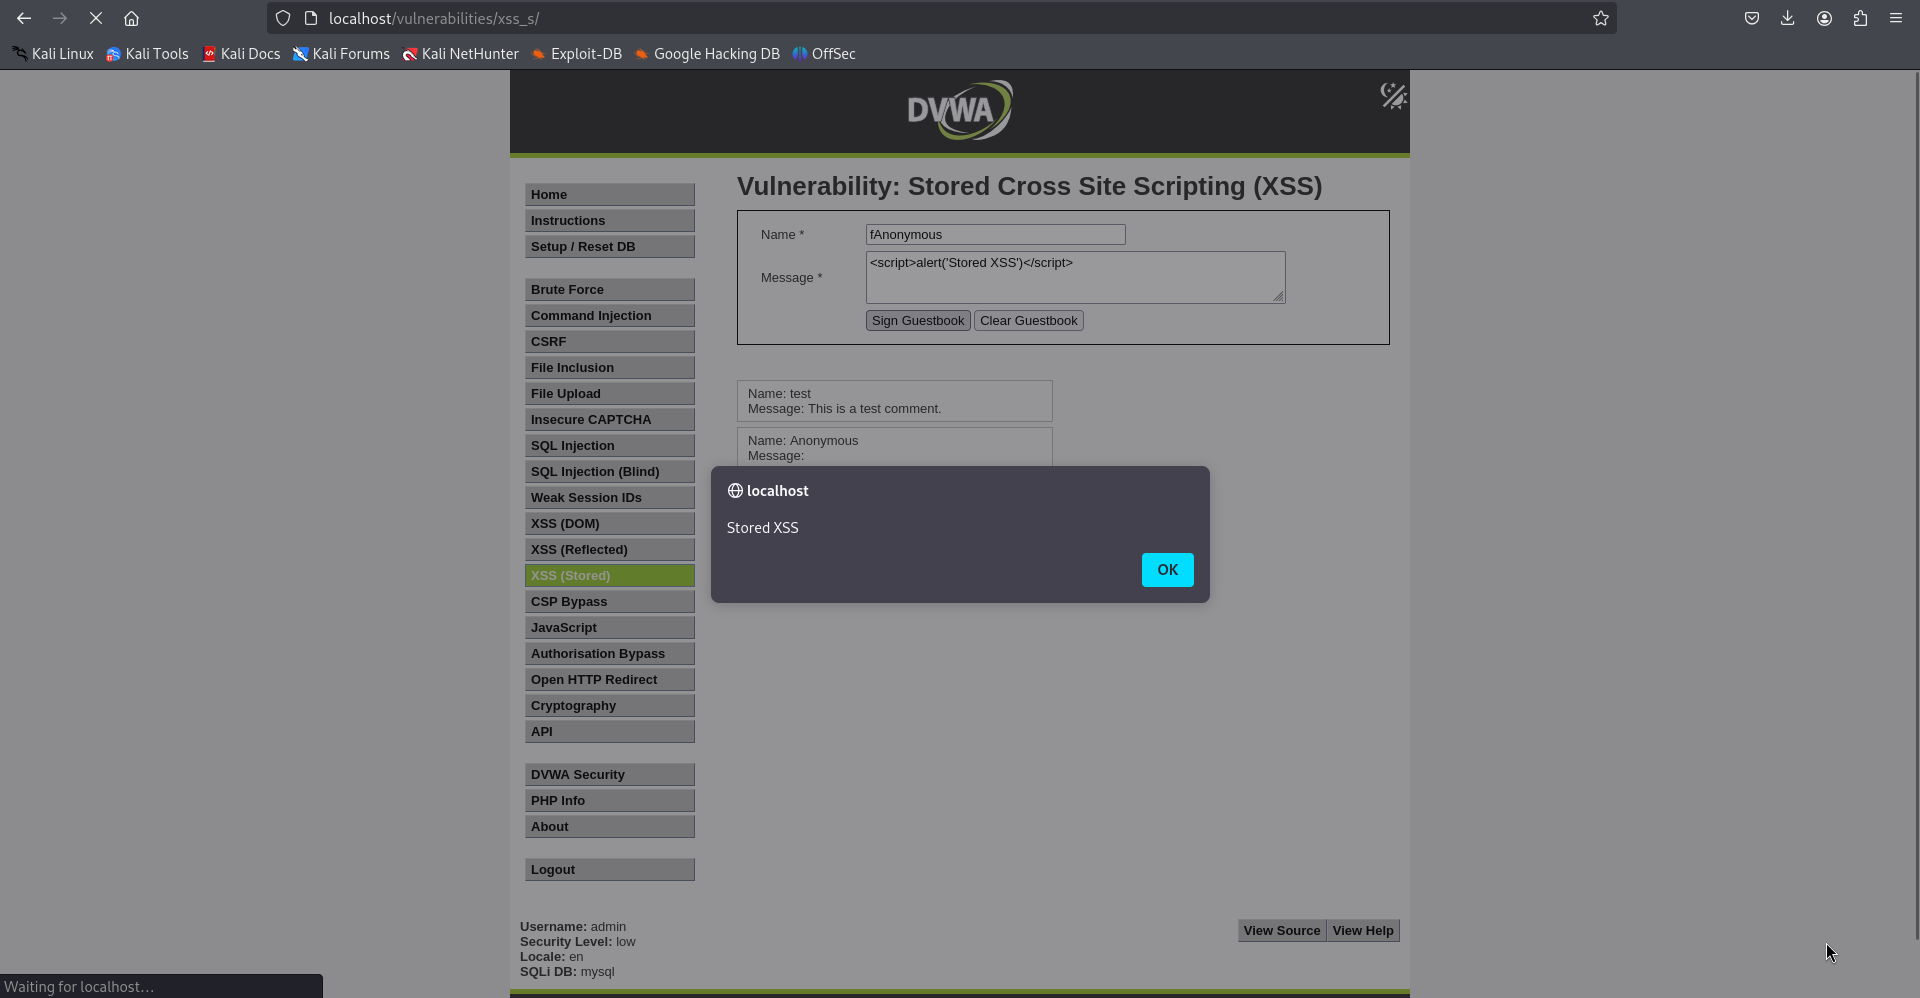 localhost/vulnerabilities/xss_s/
Kali Linux Kali Tools Kali Docs Kali Forums Kali NetHunter Exploit-DB Google Hacking DB OffSec
DVWA
Home
Instructions
Setup / Reset DB
Brute Force
Command Injection
CSRF
File Inclusion
File Upload
Insecure CAPTCHA
SQL Injection
SQL Injection (Blind)
Weak Session IDs
XSS (DOM)
XSS (Reflected)
XSS (Stored)
CSP Bypass
JavaScript
Authorisation Bypass
Open HTTP Redirect
Cryptography
API
DVWA Security
PHP Info
About
Logout
Vulnerability: Stored Cross Site Scripting (XSS)
Name * fAnonymous
Message * <script>alert('Stored XSS')</script>
Sign Guestbook Clear Guestbook
Name: test
Message: This is a test comment.
Name: Anonymous
Message:
localhost
Stored XSS
OK
Username: admin
Security Level: low
Locale: en
SQLi DB: mysql
View Source View Help
Waiting for localhost…